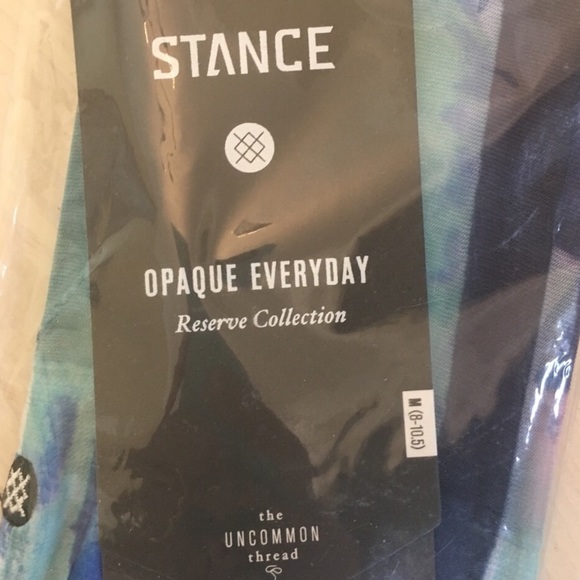 STANCE
OPAQUE EVERYDAY
Reserve Collection
M (8-10.5)
the
UNCOMMON
thread